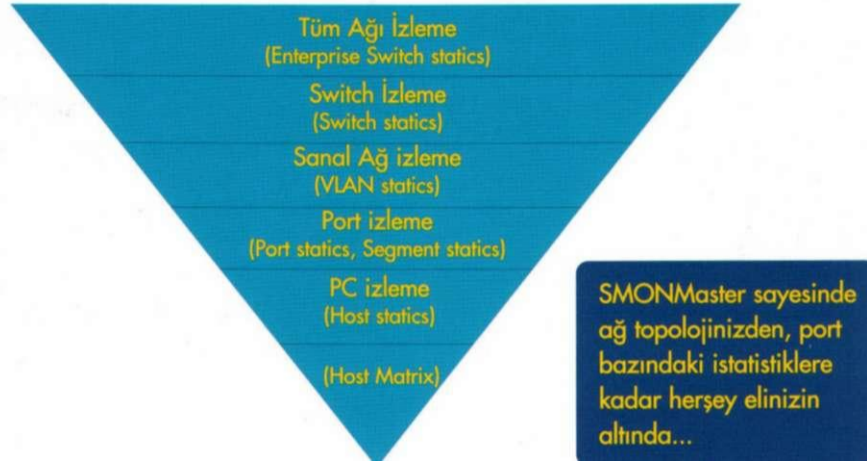 Tüm Ağı İzleme
(Enterprise Switch statics)
Switch İzleme
(Switch statics)
Sanal Ağ izleme
(VLAN statics)
Port izleme
(Port statics, Segment statics)
PC izleme
(Host statics)
(Host Matrix)
SMONMaster sayesinde
ağ topolojinizden, port
bazındaki istatistiklere
kadar herşey elinizin
altında...